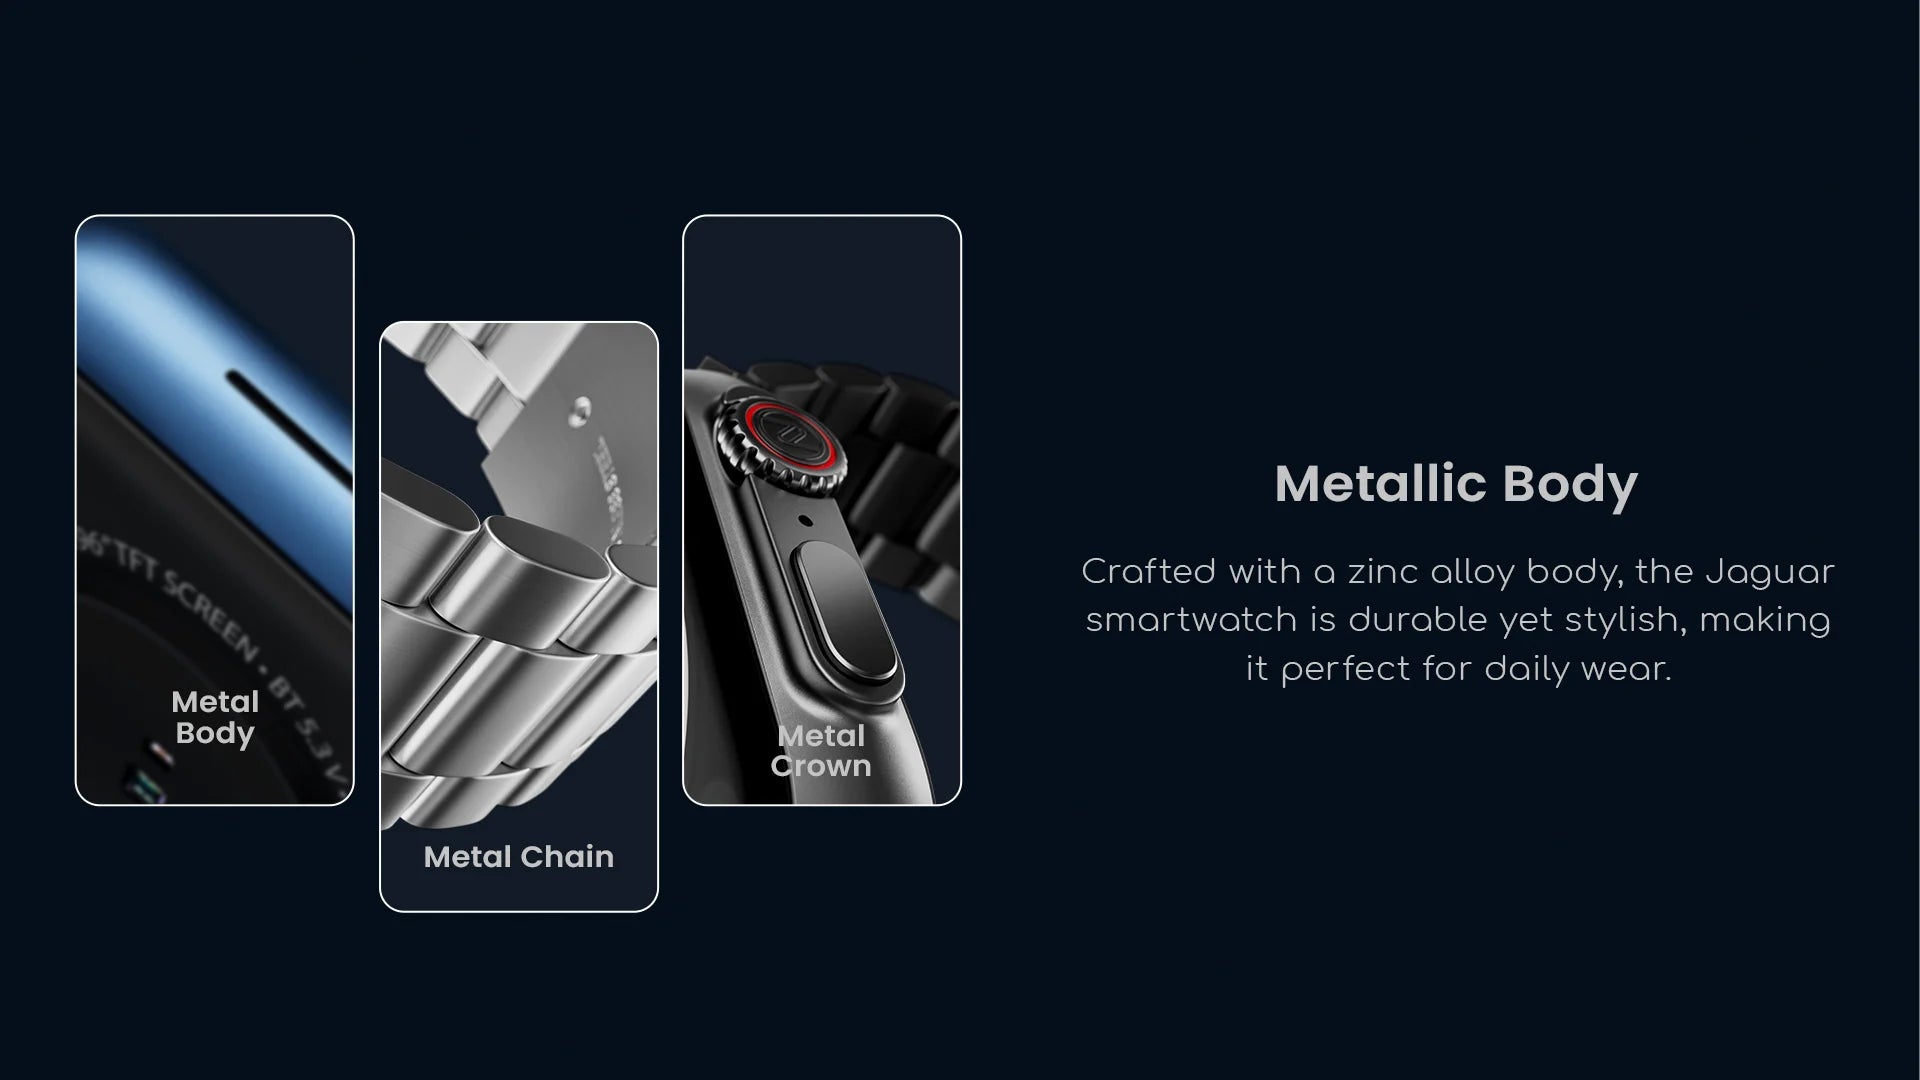 TFT SCREEN • BT 5.3 V
Metal
Body
Metal Chain
Metal
Crown
Metallic Body
Crafted with a zinc alloy body, the Jaguar
smartwatch is durable yet stylish, making
it perfect for daily wear.